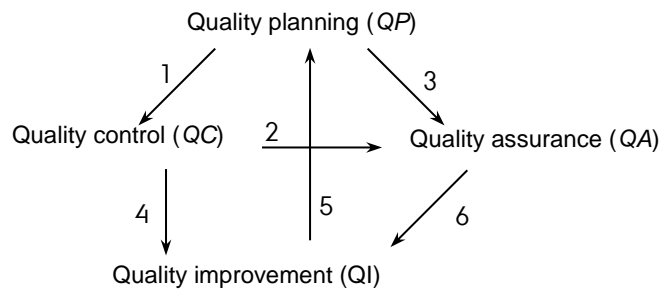 Quality planning (QP)
1
3
Quality control (QC)
2
Quality assurance (QA)
4
5
6
Quality improvement (QI)